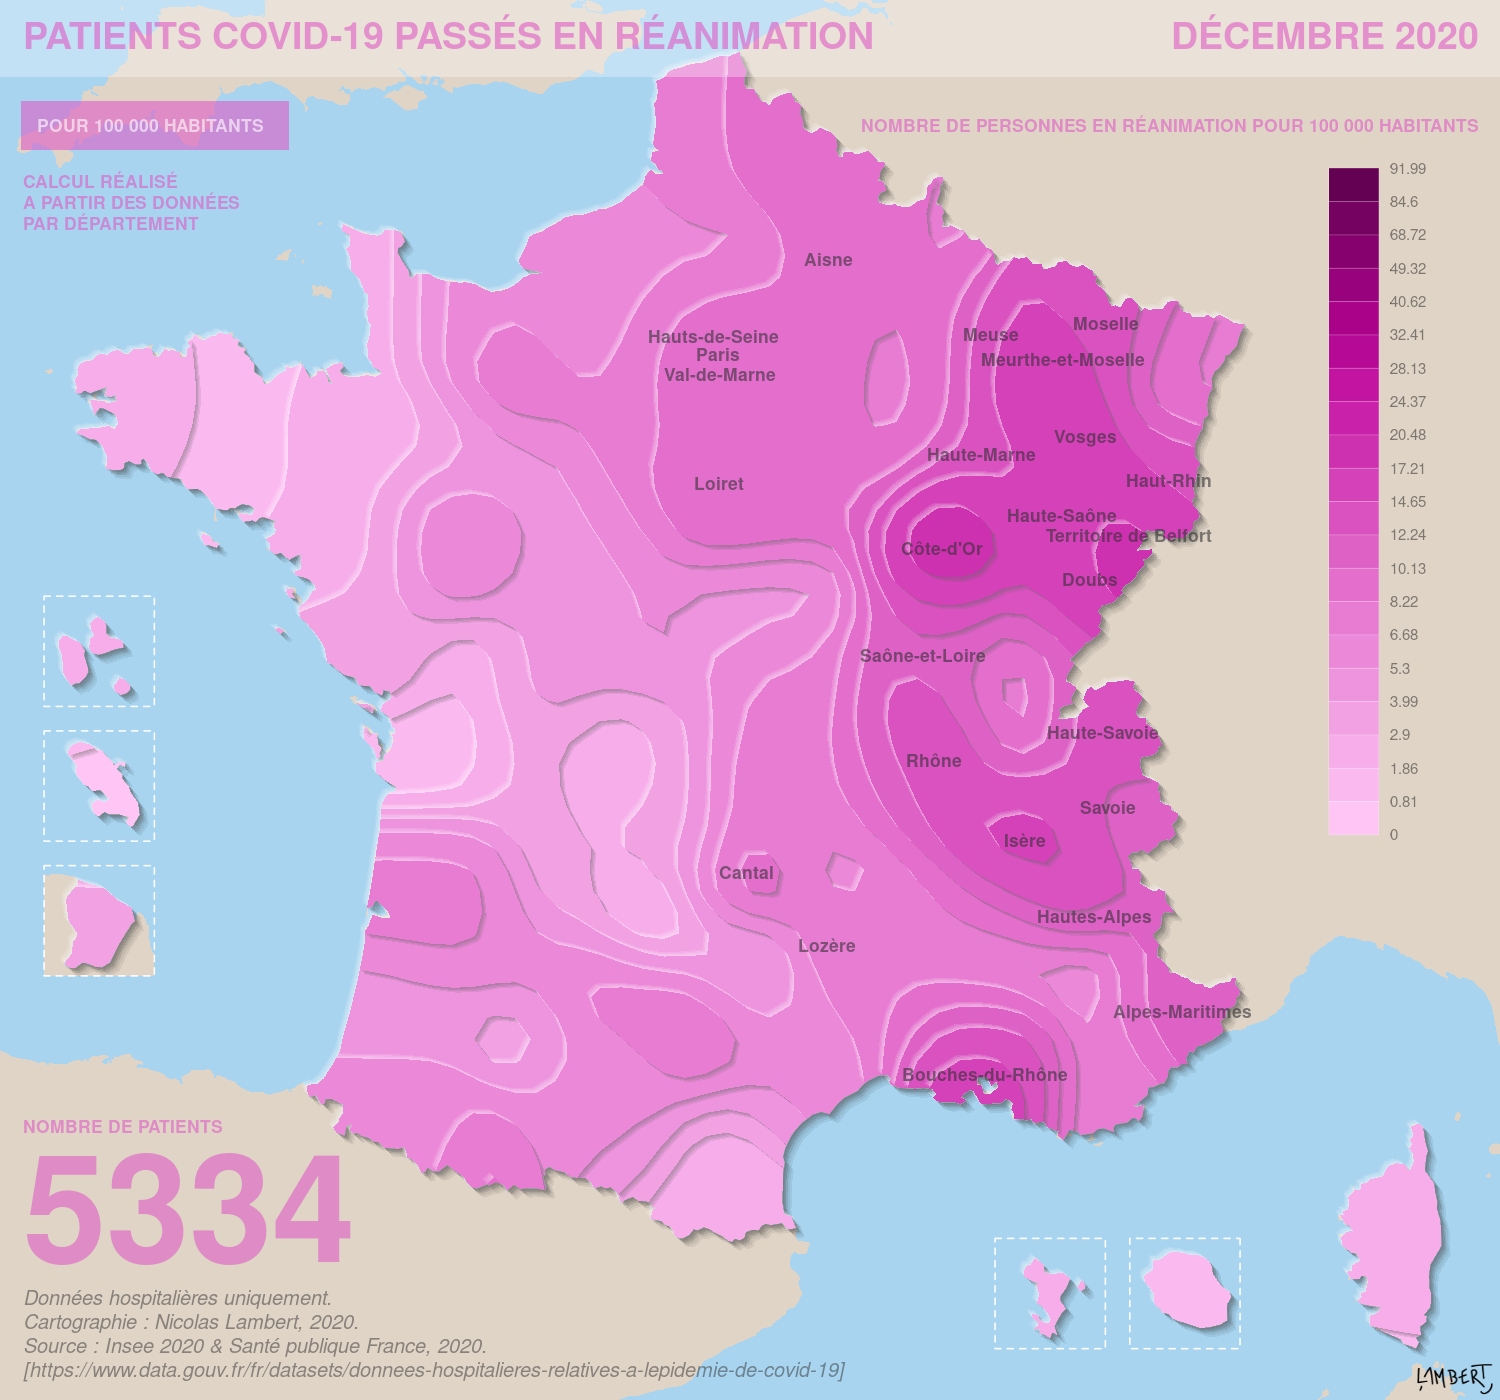 PATIENTS COVID-19 PASSÉS EN RÉANIMATION
DÉCEMBRE 2020
POUR 100 000 HABITANTS
NOMBRE DE PERSONNES EN RÉANIMATION POUR 100 000 HABITANTS
CALCUL RÉALISÉ
A PARTIR DES DONNÉES
PAR DÉPARTEMENT
91.99
84.6
68.72
49.32
40.62
32.41
28.13
24.37
20.48
17.21
14.65
12.24
10.13
8.22
6.68
5.3
3.99
2.9
1.86
0.81
0
Aisne
Hauts-de-Seine
Paris
Val-de-Marne
Meuse
Moselle
Meurthe-et-Moselle
Vosges
Haute-Marne
Haut-Rhin
Loiret
Haute-Saône
Territoire de Belfort
Côte-d'Or
Doubs
Saône-et-Loire
Haute-Savoie
Rhône
Savoie
Isère
Cantal
Hautes-Alpes
Lozère
Alpes-Maritimes
Bouches-du-Rhône
NOMBRE DE PATIENTS
5334
Données hospitalières uniquement.
Cartographie : Nicolas Lambert, 2020.
Source : Insee 2020 & Santé publique France, 2020.
[https://www.data.gouv.fr/fr/datasets/donnees-hospitalieres-relatives-a-lepidemie-de-covid-19]
LAMBERT